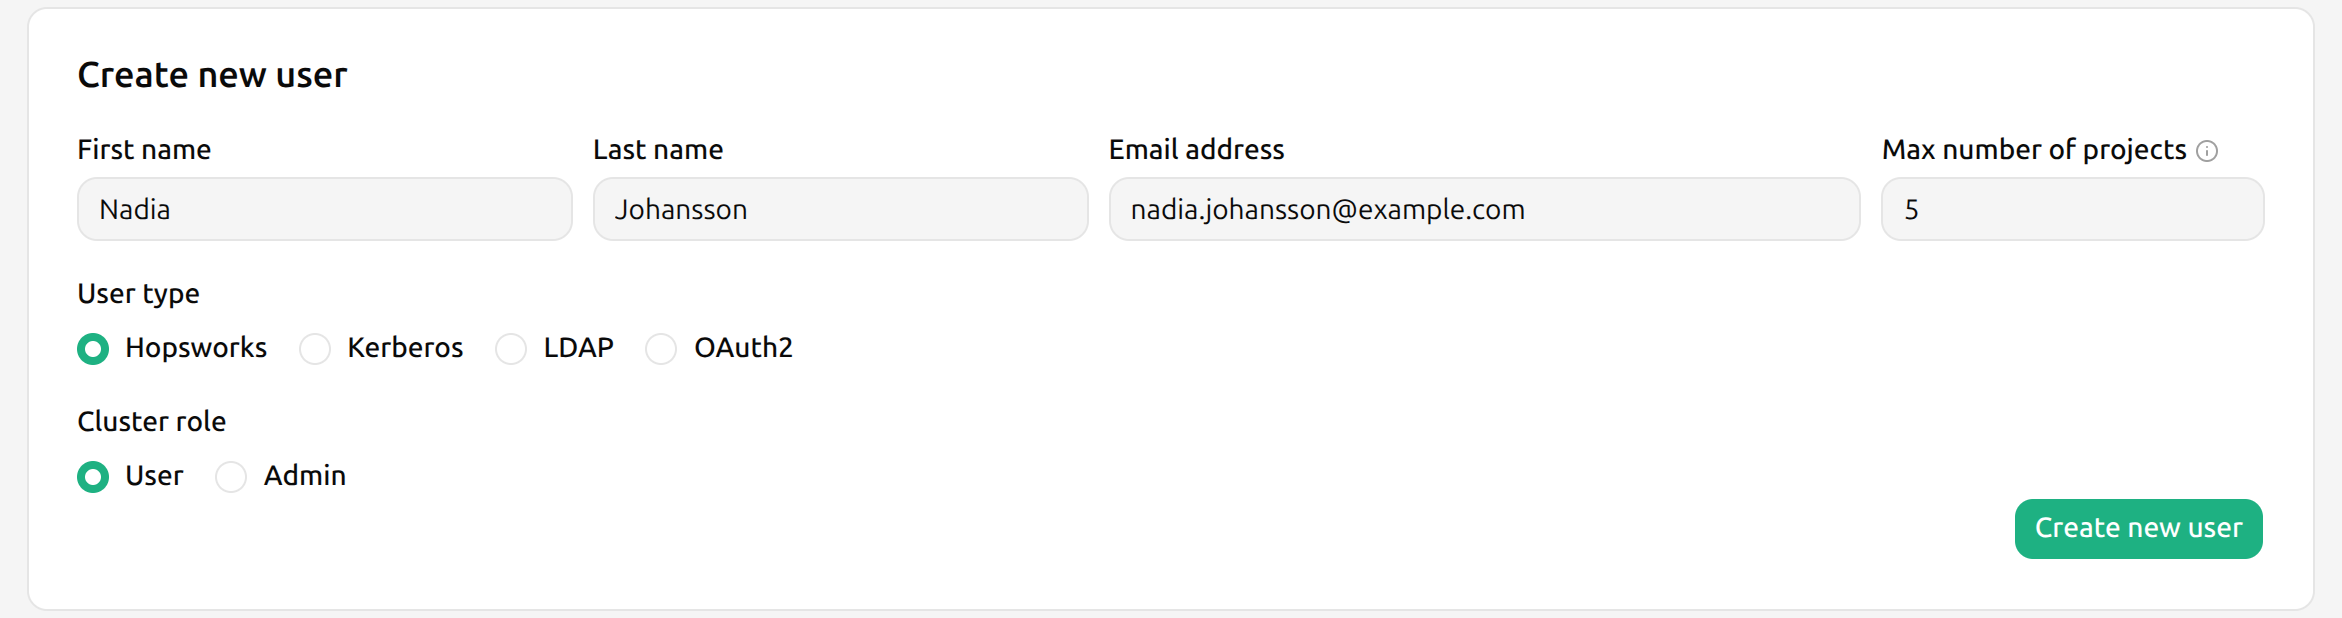 Create new user
First name Last name Email address Max number of projects
Nadia Johansson nadia.johansson@example.com 5
User type
Hopsworks Kerberos LDAP OAuth2
Cluster role
User Admin
Create new user